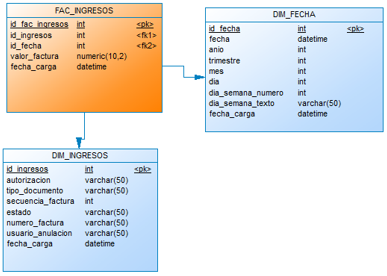 FAC_INGRESOS
id_fac_ingresos int <pk>
id_ingresos int <fk1>
id_fecha int <fk2>
valor_factura numeric(10,2)
fecha_carga datetime
DIM_FECHA
id_fecha int <pk>
fecha datetime
anio int
trimestre int
mes int
dia int
dia_semana_numero int
dia_semana_texto varchar(50)
fecha_carga datetime
DIM_INGRESOS
id_ingresos int <pk>
autorizacion varchar(50)
tipo_documento varchar(50)
secuencia_factura int
estado varchar(50)
numero_factura varchar(50)
usuario_anulacion varchar(50)
fecha_carga datetime